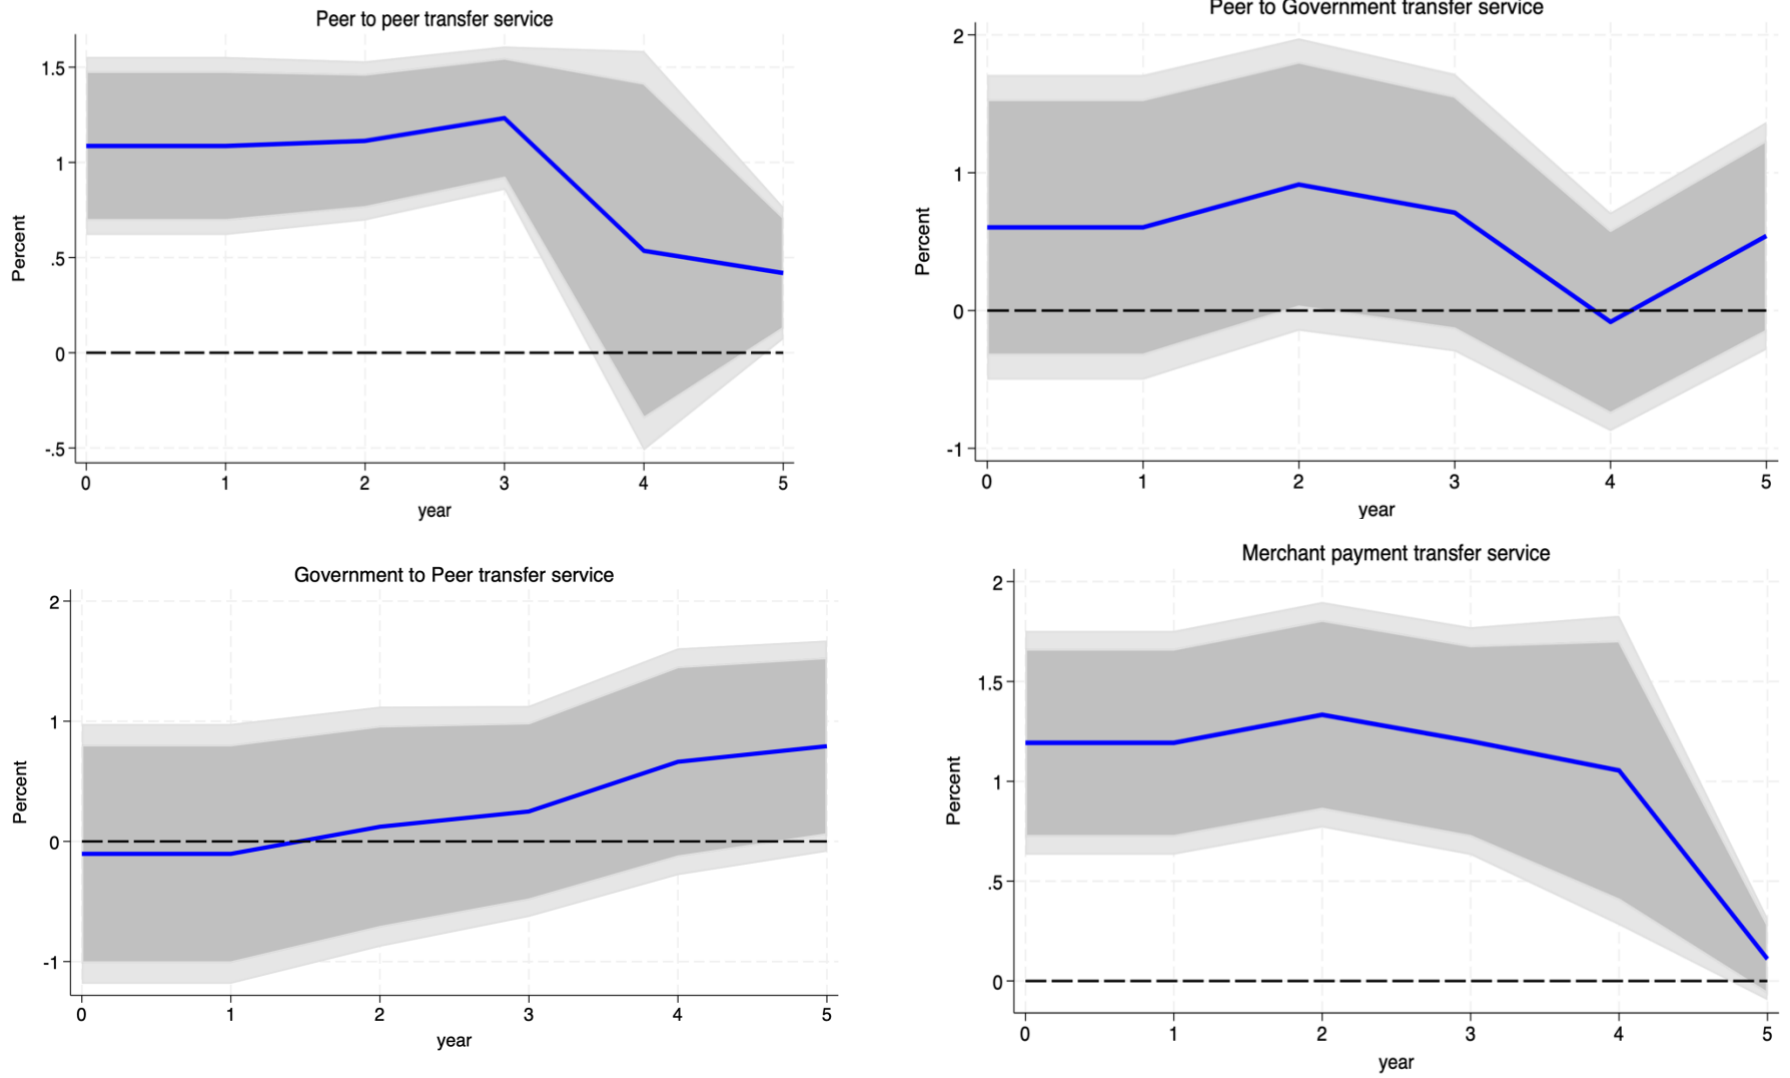 Peer to peer transfer service
Percent
1.5
1
.5
0
-.5
0 1 2 3 4 5
year
Peer to Government transfer service
Percent
2
1
0
-1
0 1 2 3 4 5
year
Government to Peer transfer service
Percent
2
1
0
-1
0 1 2 3 4 5
year
Merchant payment transfer service
Percent
2
1.5
1
.5
0
0 1 2 3 4 5
year